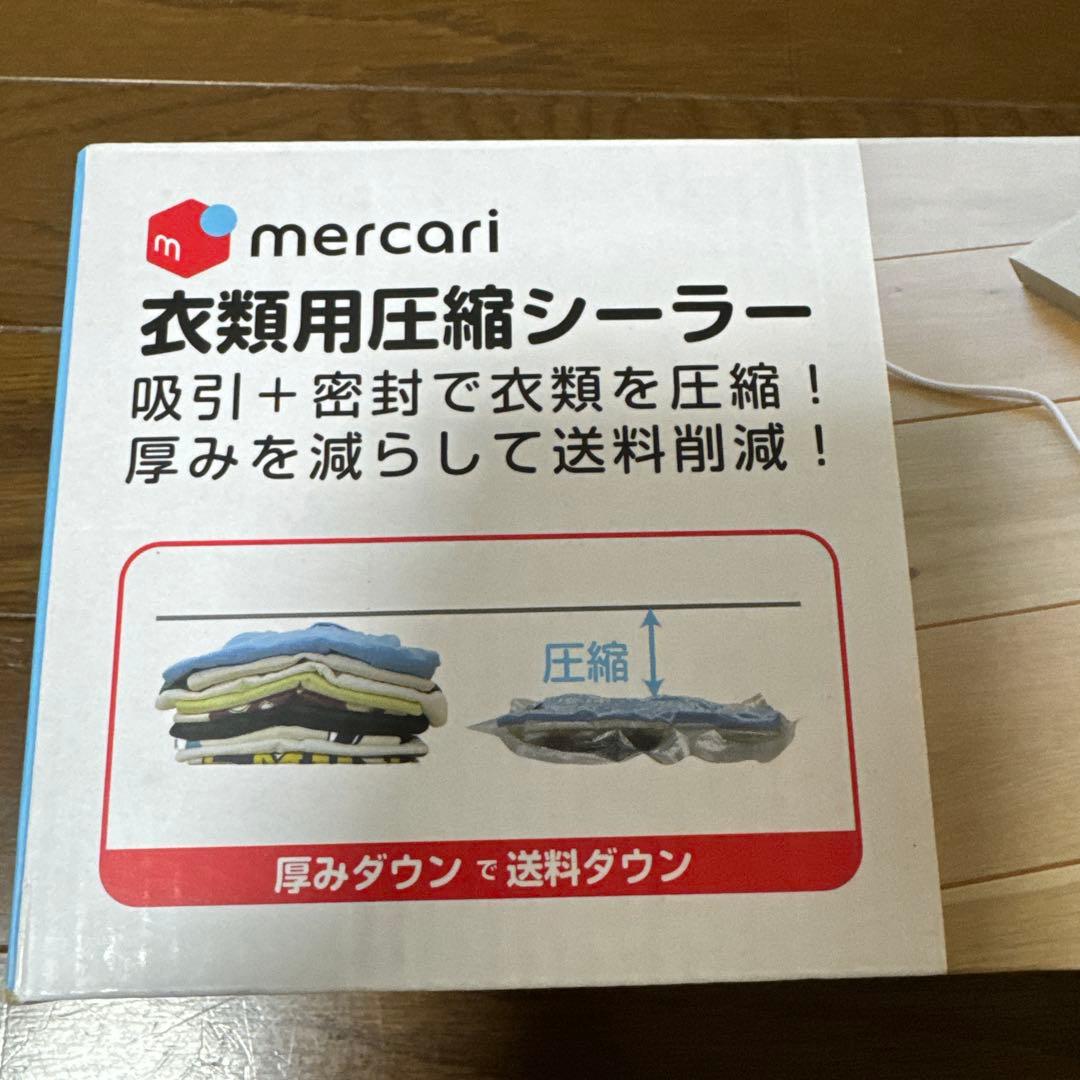 m
mercari
衣類用圧縮シーラー
吸引＋密封で衣類を圧縮！
厚みを減らして送料削減！
圧縮
厚みダウンで送料ダウン